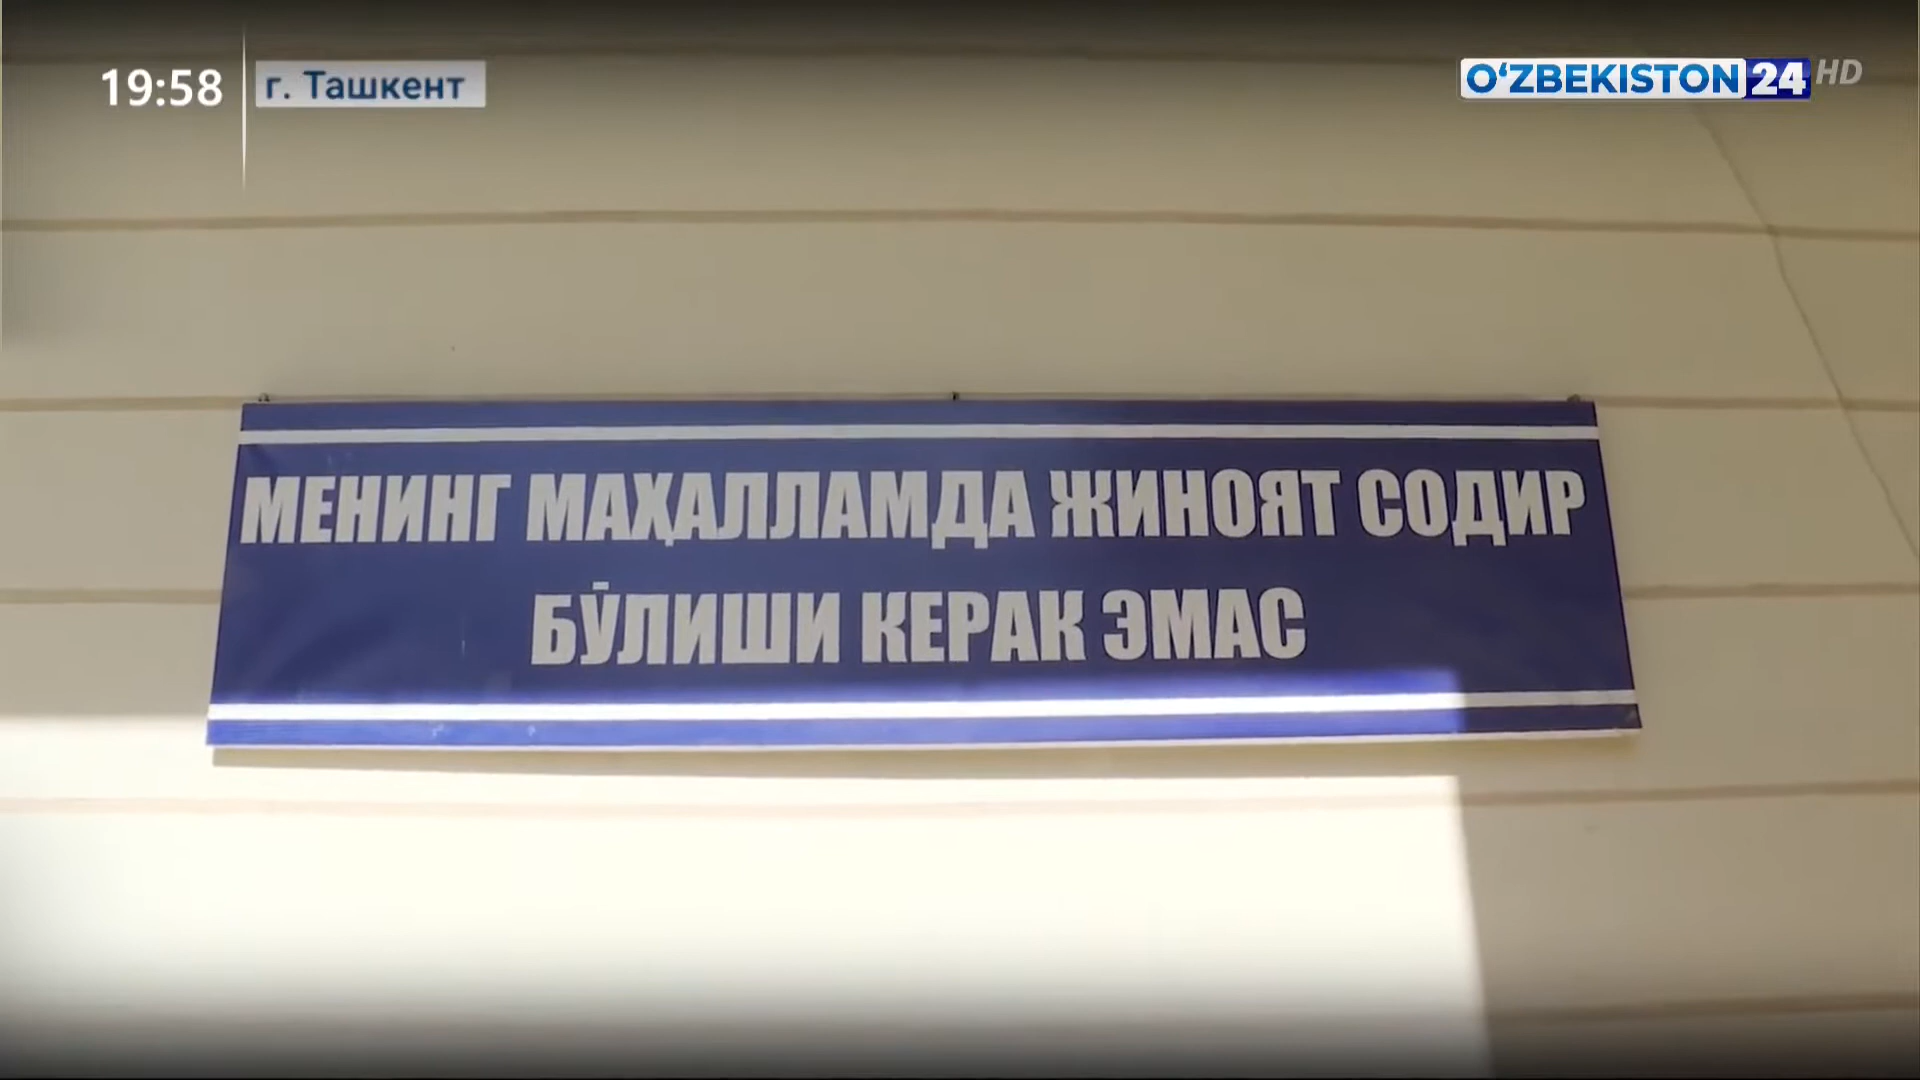 19:58
г. Ташкент
O‘ZBEKISTON 24 HD
МЕНИНГ МАҲАЛЛАМДА ЖИНОЯТ СОДИР
БЎЛИШИ КЕРАК ЭМАС